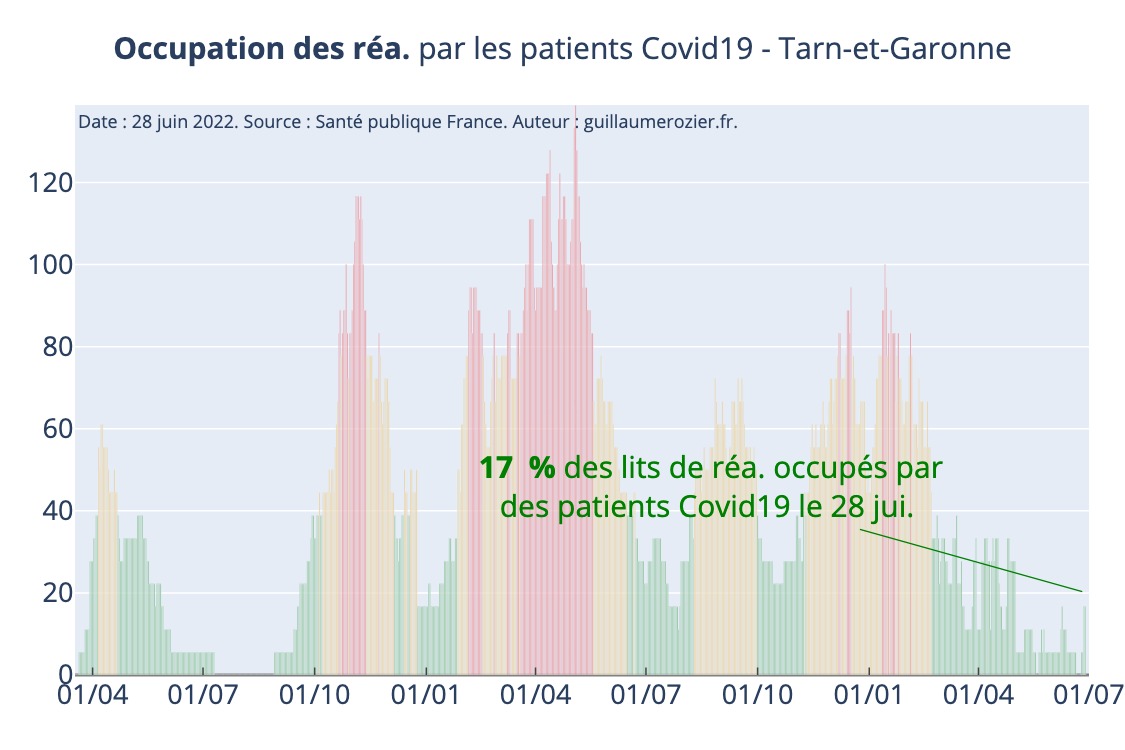 Occupation des réa. par les patients Covid19 - Tarn-et-Garonne
Date : 28 juin 2022. Source : Santé publique France. Auteur : guillaumerozier.fr.
120
100
80
60
17 % des lits de réa. occupés par
des patients Covid19 le 28 jui.
40
20
0
01/04 01/07 01/10 01/01 01/04 01/07 01/10 01/01 01/04 01/07